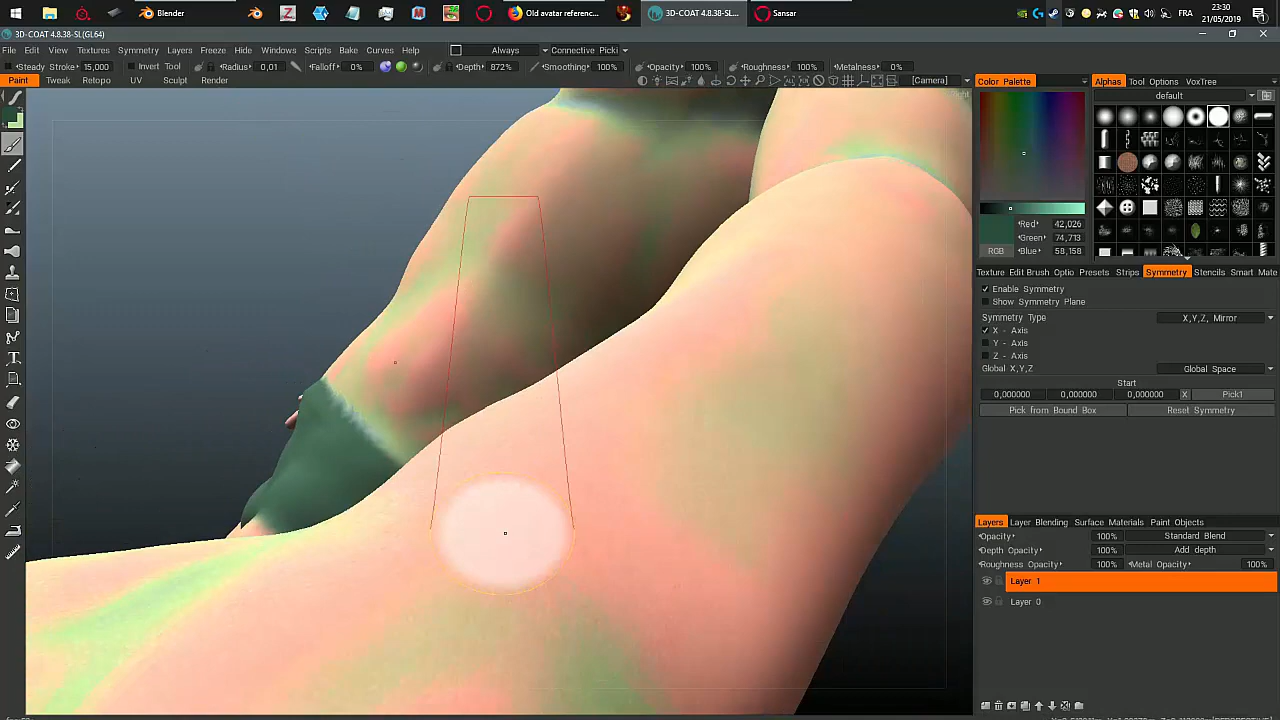 Blender
Old avatar referenc...
3D-COAT 4.8.38-SL...
Sansar
FRA
23:30
21/05/2019
3D-COAT 4.8.38-SL(GL64)
File Edit View Textures Symmetry Layers Freeze Hide Windows Scripts Bake Curves Help Always Connective Picki
Steady Stroke 15,000 Invert Tool Radius 0,01 Falloff 0% Depth 872% Smoothing 100% Opacity 100% Roughness 100% Metalness 0%
Paint Tweak Retopo UV Sculpt Render [Camera]
Color Palette
Alphas Tool Options VoxTree
default
Red 42,026
Green 74,713
RGB Blue 58,158
Texture Edit Brush Optio Presets Strips Symmetry Stencils Smart Mate
Enable Symmetry
Show Symmetry Plane
Symmetry Type X,Y,Z, Mirror
X - Axis
Y - Axis
Z - Axis
Global X,Y,Z Global Space
Start
0,000000 0,000000 0,000000 X Pick1
Pick from Bound Box Reset Symmetry
Layers Layer Blending Surface Materials Paint Objects
Opacity 100% Standard Blend
Depth Opacity 100% Add depth
Roughness Opacity 100% Metal Opacity 100%
Layer 1
Layer 0